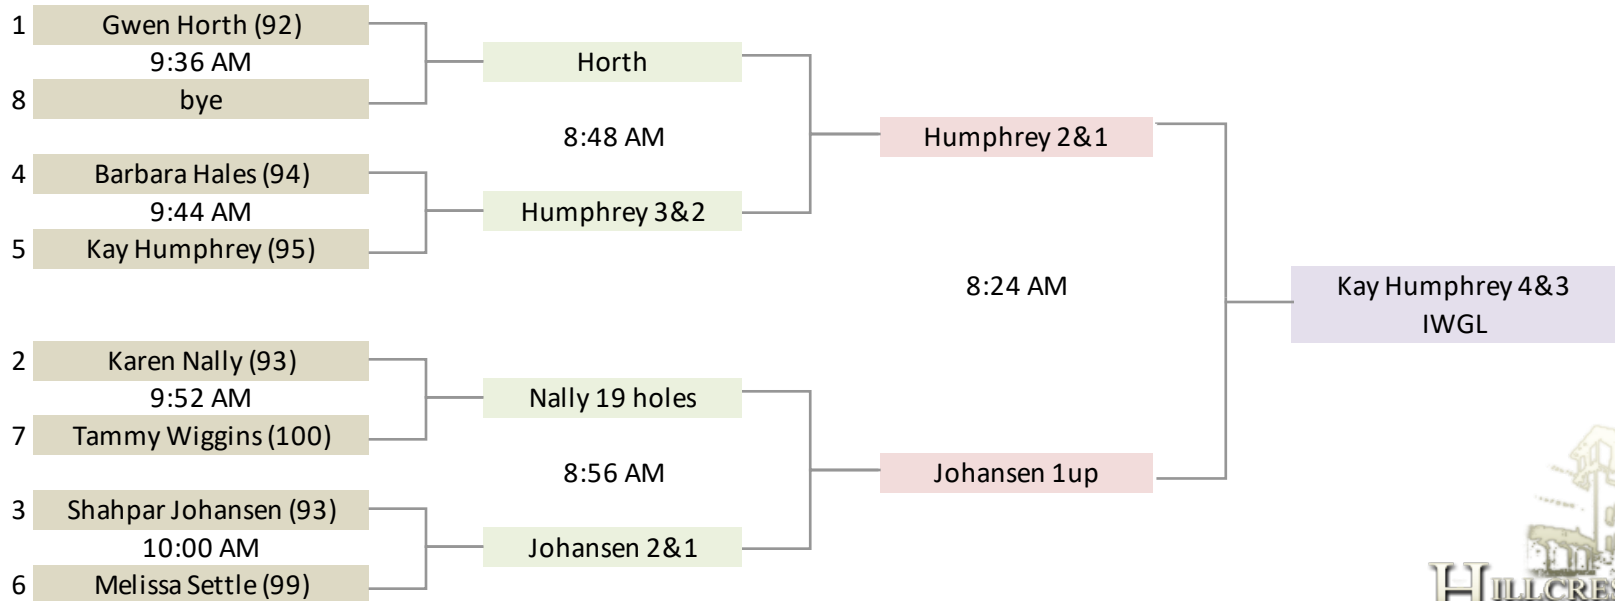 1 Gwen Horth (92)
9:36 AM
8 bye
Horth
8:48 AM
4 Barbara Hales (94)
9:44 AM
5 Kay Humphrey (95)
Humphrey 3&2
Humphrey 2&1
8:24 AM
Kay Humphrey 4&3
IWGL
2 Karen Nally (93)
9:52 AM
7 Tammy Wiggins (100)
Nally 19 holes
8:56 AM
3 Shahpar Johansen (93)
10:00 AM
6 Melissa Settle (99)
Johansen 2&1
Johansen 1up
HILLCRES